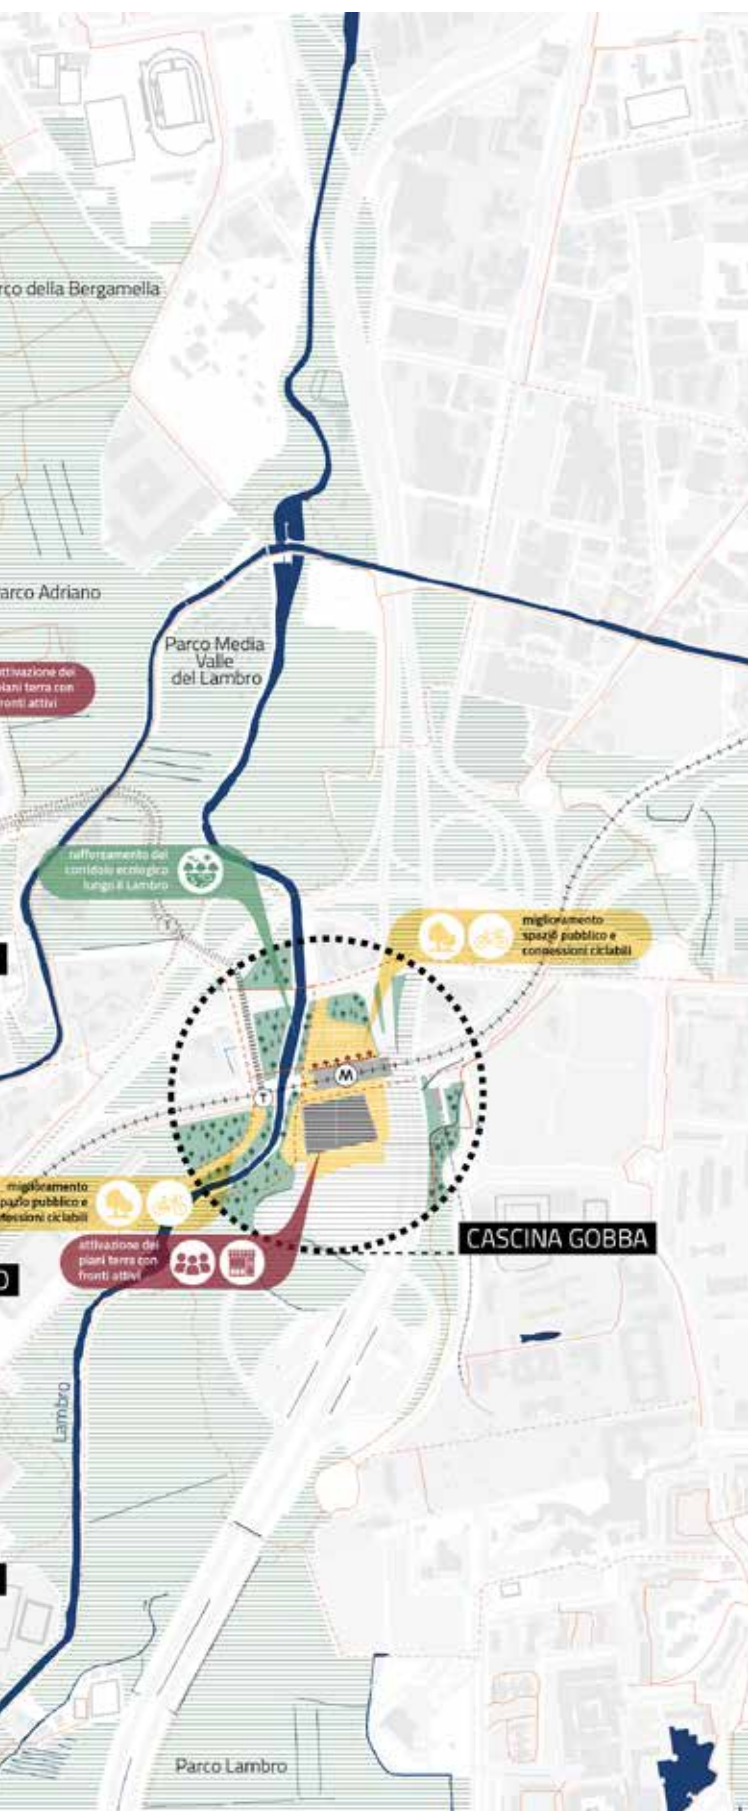 rco della Bergamella
arco Adriano
Parco Media
Valle
del Lambro
attivazione dei
piani terra con
fronti attivi
rafforzamento del
corridoio ecologico
lungo il Lambro
miglioramento
spazio pubblico e
connessioni ciclabili
M
T
miglioramento
spazio pubblico e
connessioni ciclabili
attivazione dei
piani terra con
fronti attivi
CASCINA GOBBA
O
Lambro
Parco Lambro